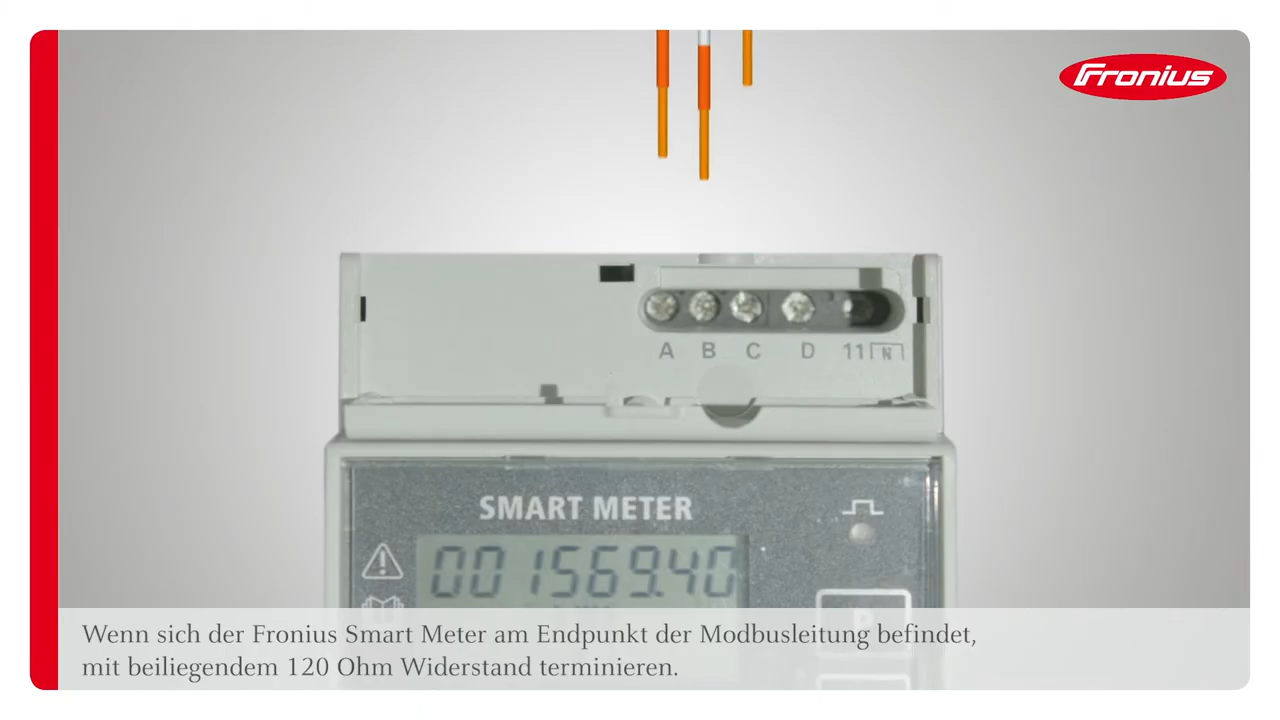 Fronius
A B C D 11 N
SMART METER
001569.40
Wenn sich der Fronius Smart Meter am Endpunkt der Modbusleitung befindet,
mit beiliegendem 120 Ohm Widerstand terminieren.